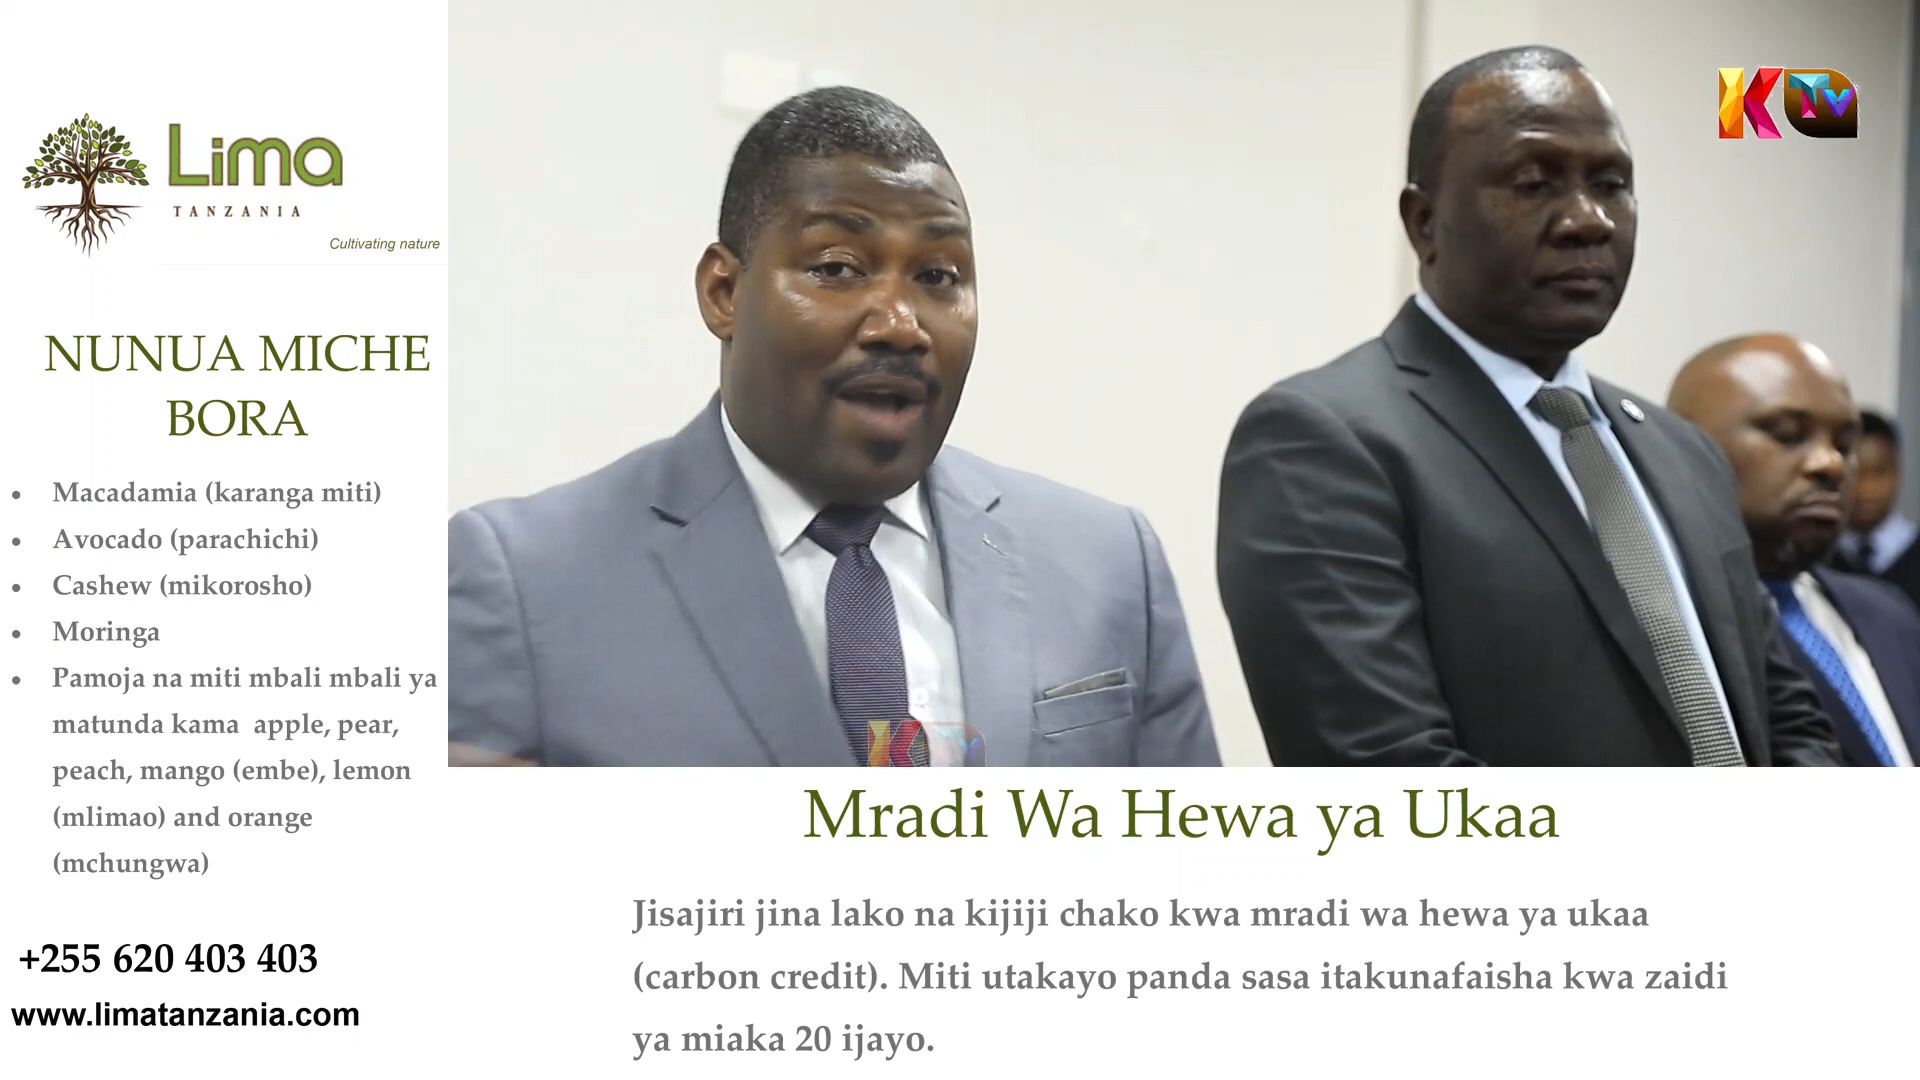 Lima
TANZANIA
Cultivating nature
NUNUA MICHE
BORA
• Macadamia (karanga miti)
• Avocado (parachichi)
• Cashew (mikorosho)
• Moringa
• Pamoja na miti mbali mbali ya
matunda kama apple, pear,
peach, mango (embe), lemon
(mlimao) and orange
(mchungwa)
+255 620 403 403
www.limatanzania.com
K Tv
K Tv
Mradi Wa Hewa ya Ukaa
Jisajiri jina lako na kijiji chako kwa mradi wa hewa ya ukaa
(carbon credit). Miti utakayo panda sasa itakunafaisha kwa zaidi
ya miaka 20 ijayo.